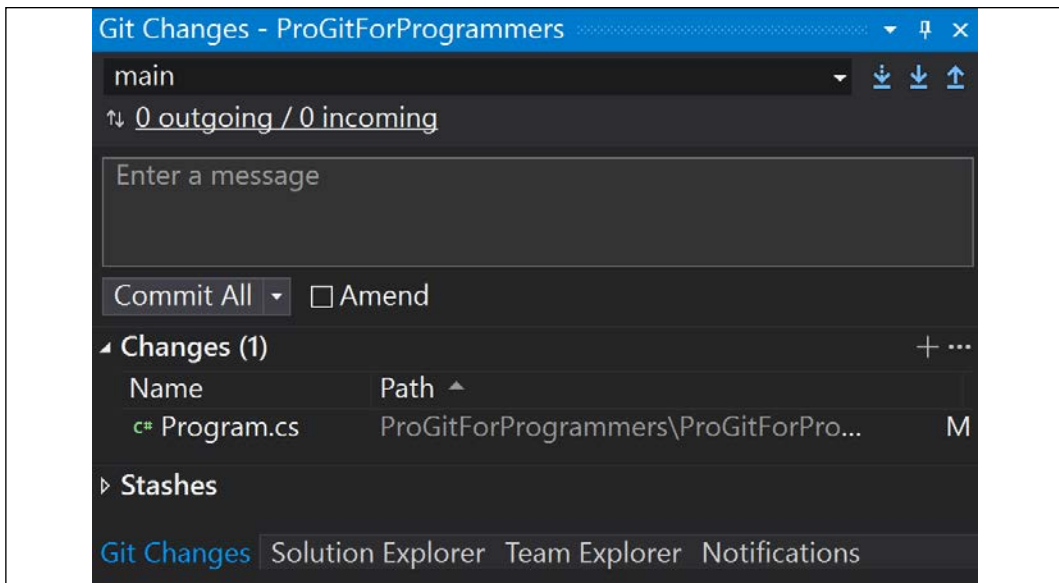 Git Changes - ProGitForProgrammers
main
0 outgoing / 0 incoming
Enter a message
Commit All Amend
Changes (1)
Name Path
C# Program.cs ProGitForProgrammers\ProGitForPro... M
Stashes
Git Changes Solution Explorer Team Explorer Notifications